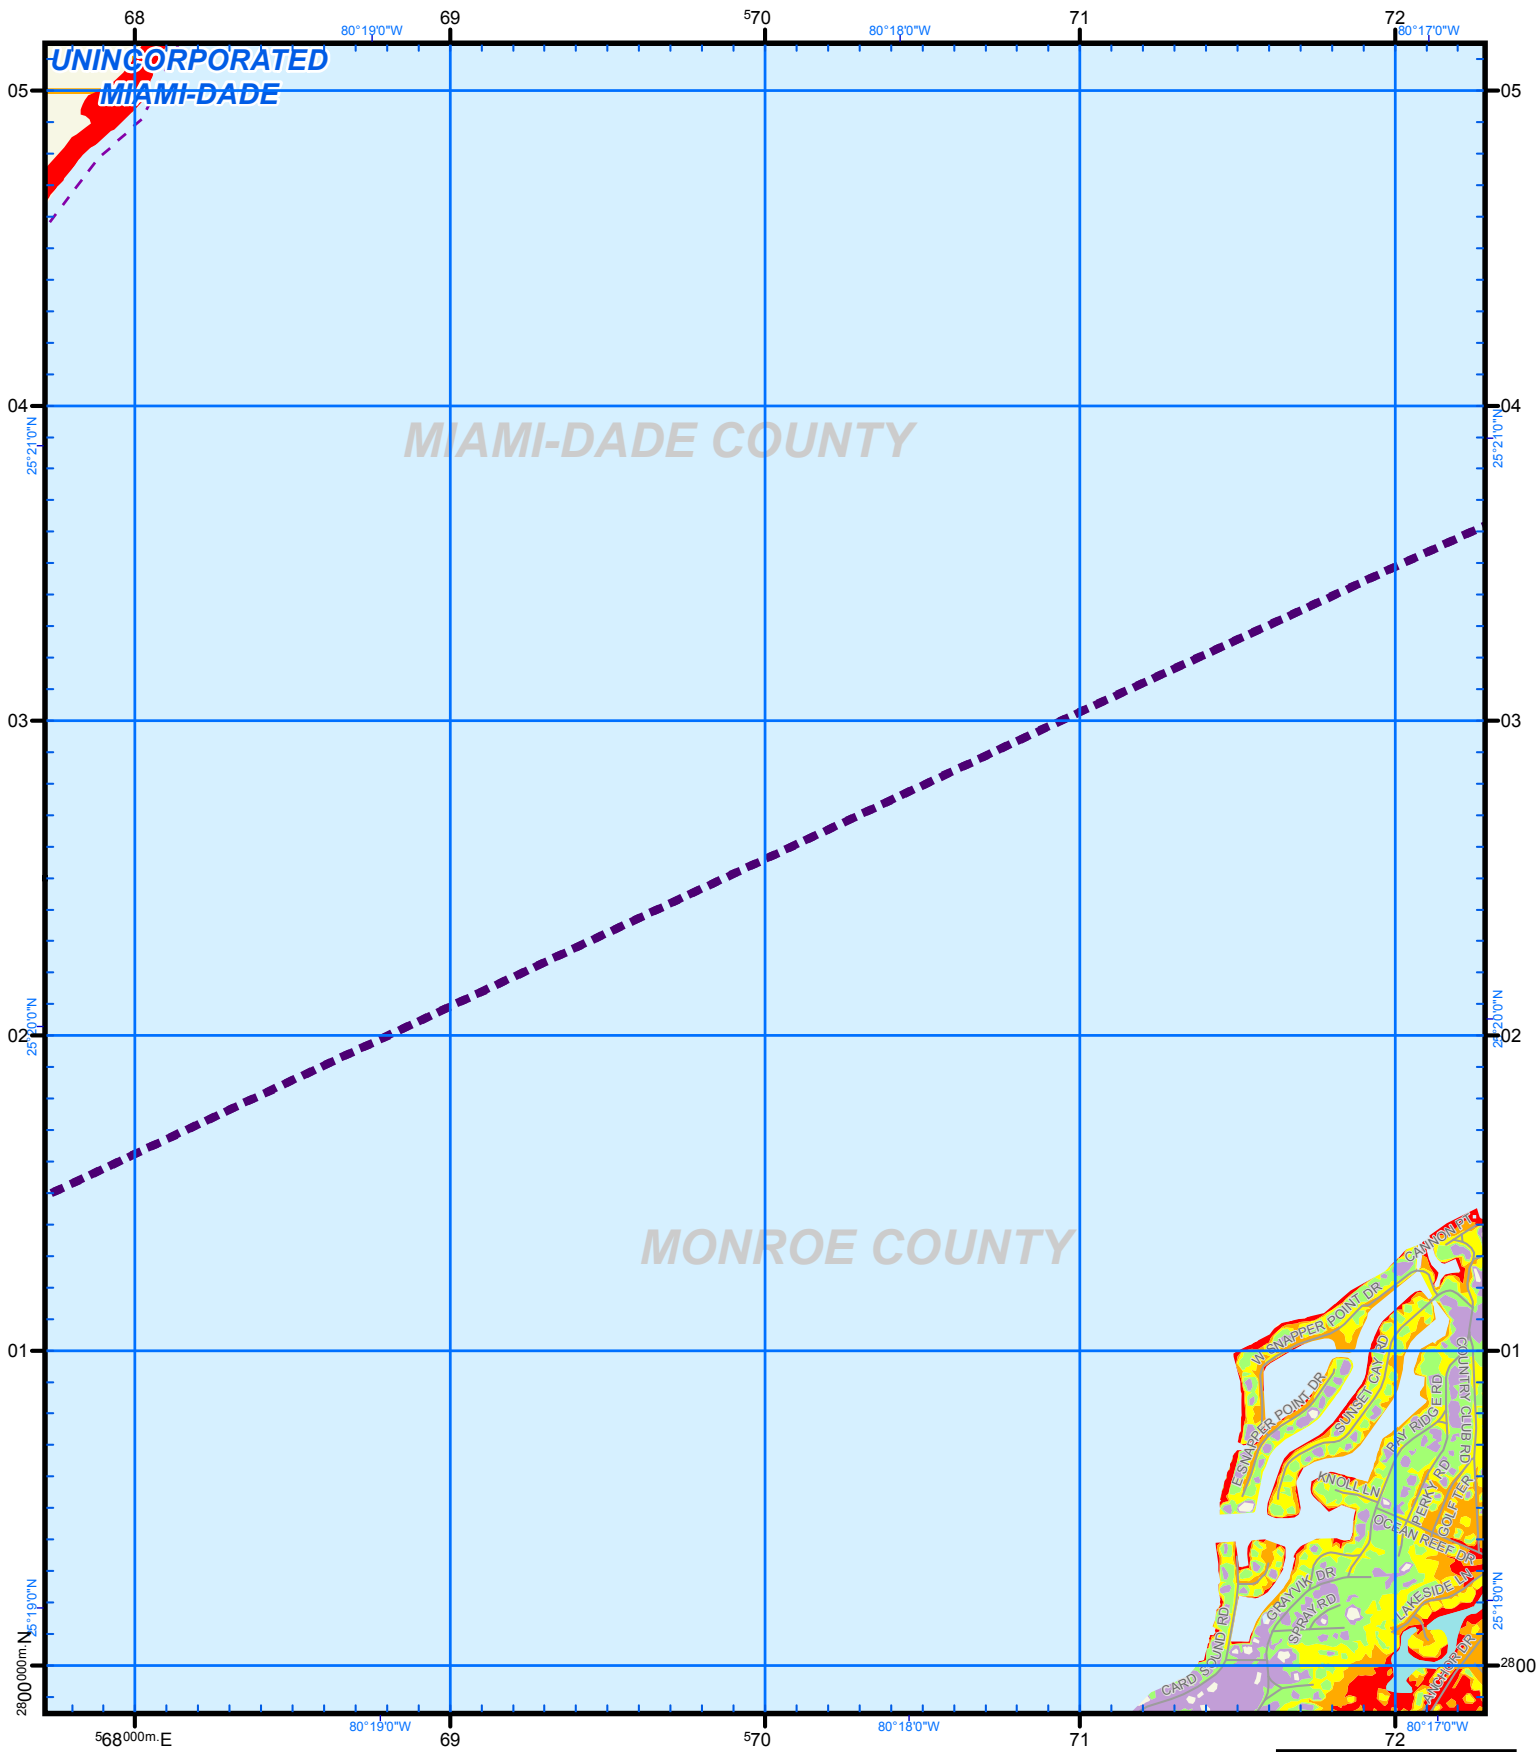 68 69 570 71 72
80°19'0"W 80°18'0"W 80°17'0"W
UNINCORPORATED
MIAMI-DADE
05 05
04 04
MIAMI-DADE COUNTY
25°21'0"N 25°21'0"N
03 03
25°20'0"N 25°20'0"N
02 02
CANNON PT
MONROE COUNTY
W SNAPPER POINT DR
01 01
SUNSET CAY RD
COUNTRY CLUB RD
E SNAPPER POINT DR
BAY RIDGE RD
KNOLL LN
PERKY RD
GOLF TER
OCEAN REEF DR
GRAYVIK DR
LAKESIDE LN
SPRAY RD
25°19'0"N 25°19'0"N
CARD SOUND RD
ANCHOR DR
2800000m.N 2800
80°19'0"W 80°18'0"W 80°17'0"W
568000m.E 69 570 71 72